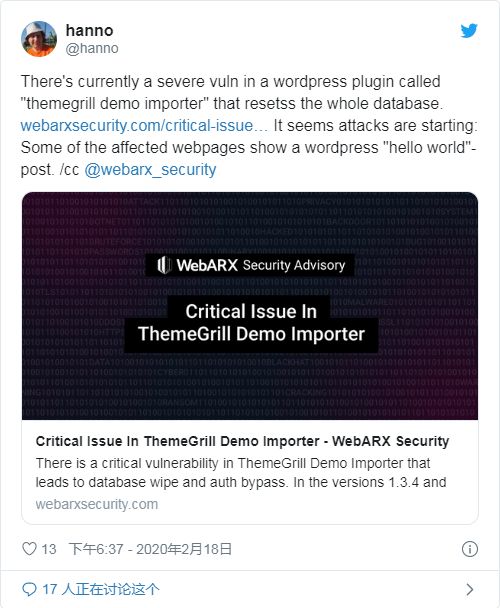 hanno
@hanno
There's currently a severe vuln in a wordpress plugin called
"themegrill demo importer" that resetss the whole database.
webarxsecurity.com/critical-issue… It seems attacks are starting:
Some of the affected webpages show a wordpress "hello world"-
post. /cc @webarx_security
WebARX Security Advisory
Critical Issue In
ThemeGrill Demo Importer
Critical Issue In ThemeGrill Demo Importer - WebARX Security
There is a critical vulnerability in ThemeGrill Demo Importer that
leads to database wipe and auth bypass. In the versions 1.3.4 and
webarxsecurity.com
13 下午6:37 - 2020年2月18日
17 人正在讨论这个